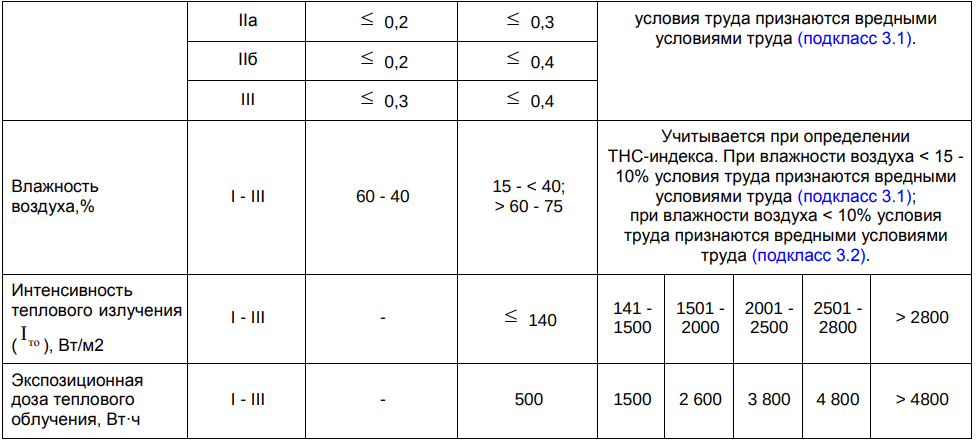 IIа
≤ 0,2
≤ 0,3
условия труда признаются вредными
условиями труда (подкласс 3.1).
IIб
≤ 0,2
≤ 0,4
III
≤ 0,3
≤ 0,4
Влажность
воздуха,%
I - III
60 - 40
15 - < 40;
> 60 - 75
Учитывается при определении
ТНС-индекса. При влажности воздуха < 15 -
10% условия труда признаются вредными
условиями труда (подкласс 3.1);
при влажности воздуха < 10% условия
труда признаются вредными условиями
труда (подкласс 3.2).
Интенсивность
теплового излучения
(Iто), Вт/м2
I - III
-
≤ 140
141 -
1500
1501 -
2000
2001 -
2500
2501 -
2800
> 2800
Экспозиционная
доза теплового
облучения, Вт·ч
I - III
-
500
1500
2 600
3 800
4 800
> 4800